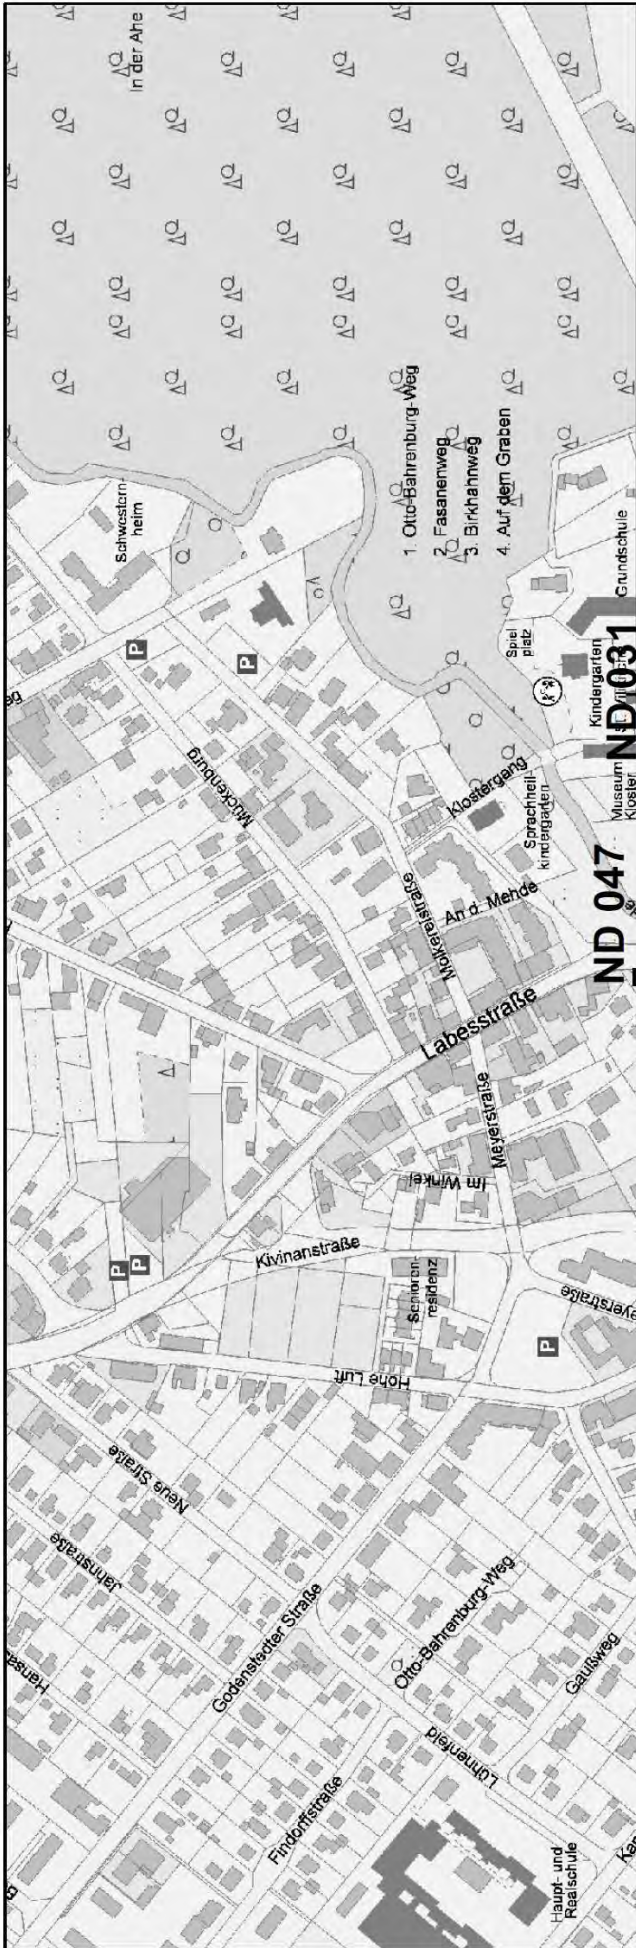 In der Ahe
Schwestern-
heim
1. Otto-Bahrenburg-Weg
2. Fasanenweg
3. Birkhahnweg
4. Auf dem Graben
P
P
Mückenburg
Spiel
platz
Grundschule
Kindergarten
ND 031
Museum
Kloster
Klostergang
Sprachheil-
kindergarten
Molkereistraße
An d. Mehde
ND 047
Labesstraße
Meyerstraße
Im Winkel
P
P
Kivinanstraße
Senioren-
residenz
P
Hohe Luft
Neue Straße
Jahnstraße
Godenstedter Straße
Otto-Bahrenburg-Weg
Gaußweg
Lühnenfeld
Findorffstraße
Haupt- und
Realschule